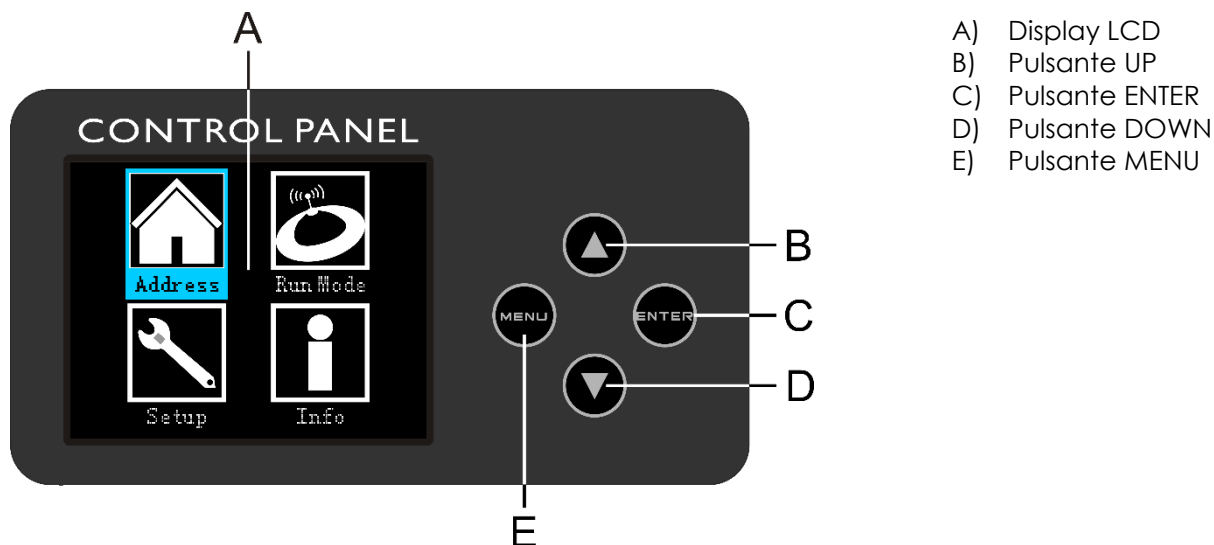 A
CONTROL PANEL
Address
Run Mode
Setup
Info
MENU
ENTER
B
C
D
E
A) Display LCD
B) Pulsante UP
C) Pulsante ENTER
D) Pulsante DOWN
E) Pulsante MENU